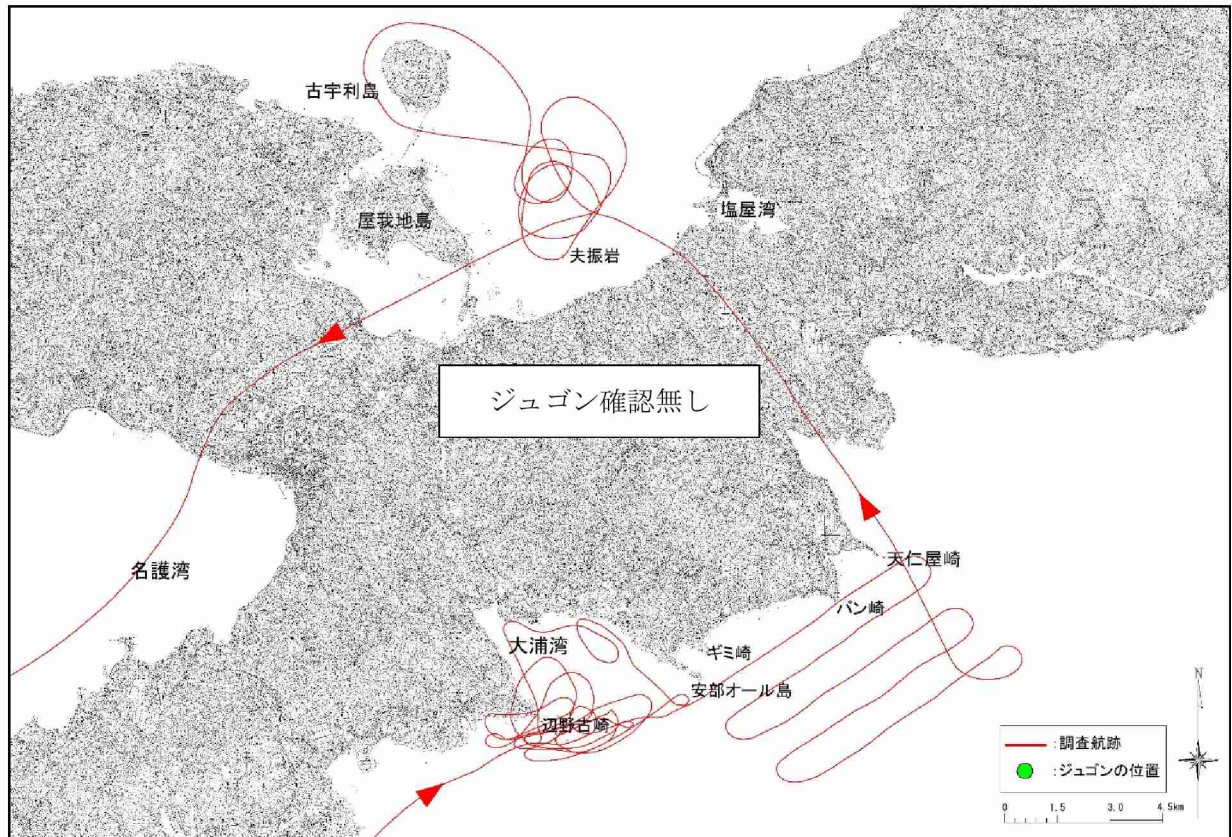 古宇利島
屋我地島
塩屋湾
夫振岩
ジュゴン確認無し
名護湾
天仁屋崎
バン崎
大浦湾
ギミ崎
安部オール島
辺野古崎
N
:調査航跡
:ジュゴンの位置
0 1.5 3.0 4.5km